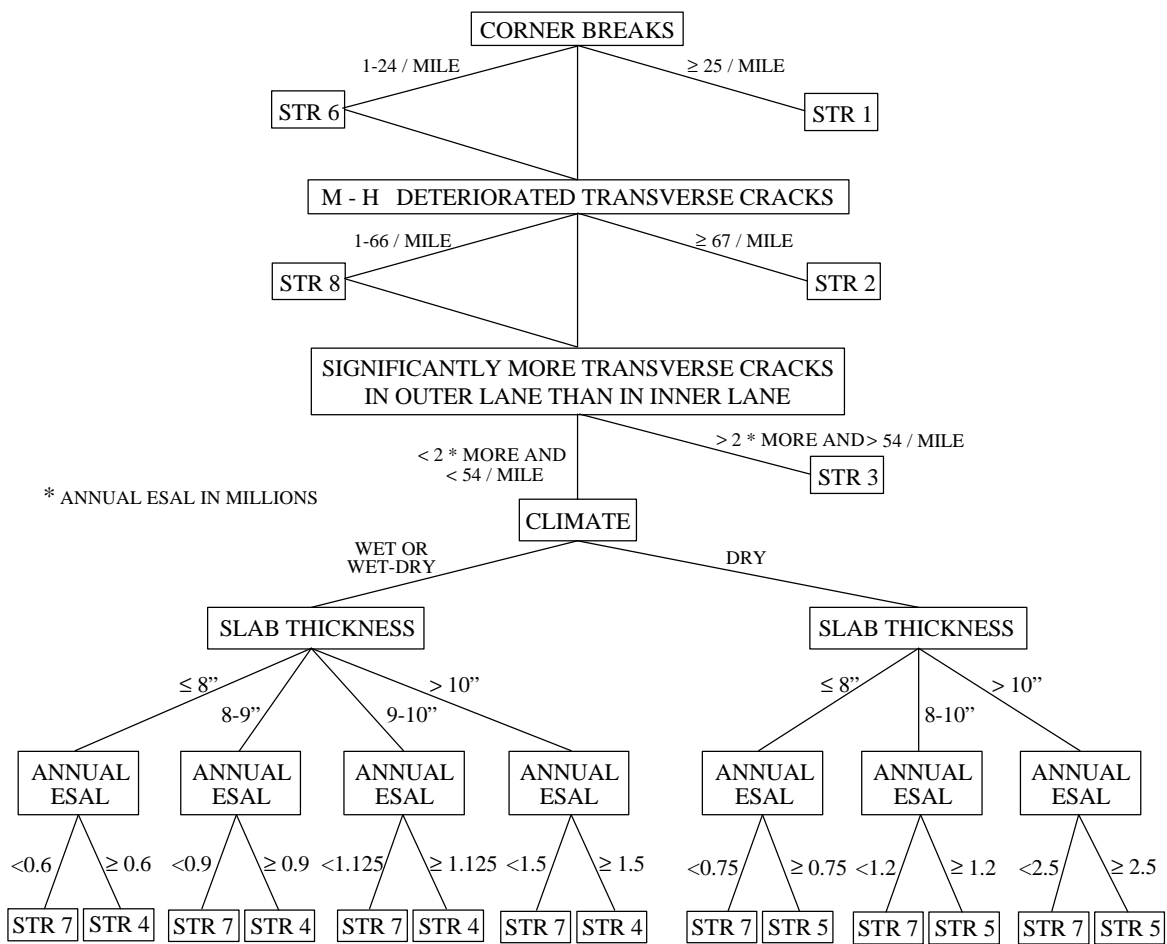 CORNER BREAKS
1-24 / MILE
≥ 25 / MILE
STR 6
STR 1
M - H DETERIORATED TRANSVERSE CRACKS
1-66 / MILE
≥ 67 / MILE
STR 8
STR 2
SIGNIFICANTLY MORE TRANSVERSE CRACKS
IN OUTER LANE THAN IN INNER LANE
< 2 * MORE AND
< 54 / MILE
> 2 * MORE AND > 54 / MILE
STR 3
* ANNUAL ESAL IN MILLIONS
CLIMATE
WET OR
WET-DRY
DRY
SLAB THICKNESS
SLAB THICKNESS
≤ 8”
8-9”
9-10”
> 10”
≤ 8”
8-10”
> 10”
ANNUAL
ESAL
ANNUAL
ESAL
ANNUAL
ESAL
ANNUAL
ESAL
ANNUAL
ESAL
ANNUAL
ESAL
ANNUAL
ESAL
<0.6
≥ 0.6
<0.9
≥ 0.9
<1.125
≥ 1.125
<1.5
≥ 1.5
<0.75
≥ 0.75
<1.2
≥ 1.2
<2.5
≥ 2.5
STR 7
STR 4
STR 7
STR 4
STR 7
STR 4
STR 7
STR 4
STR 7
STR 5
STR 7
STR 5
STR 7
STR 5